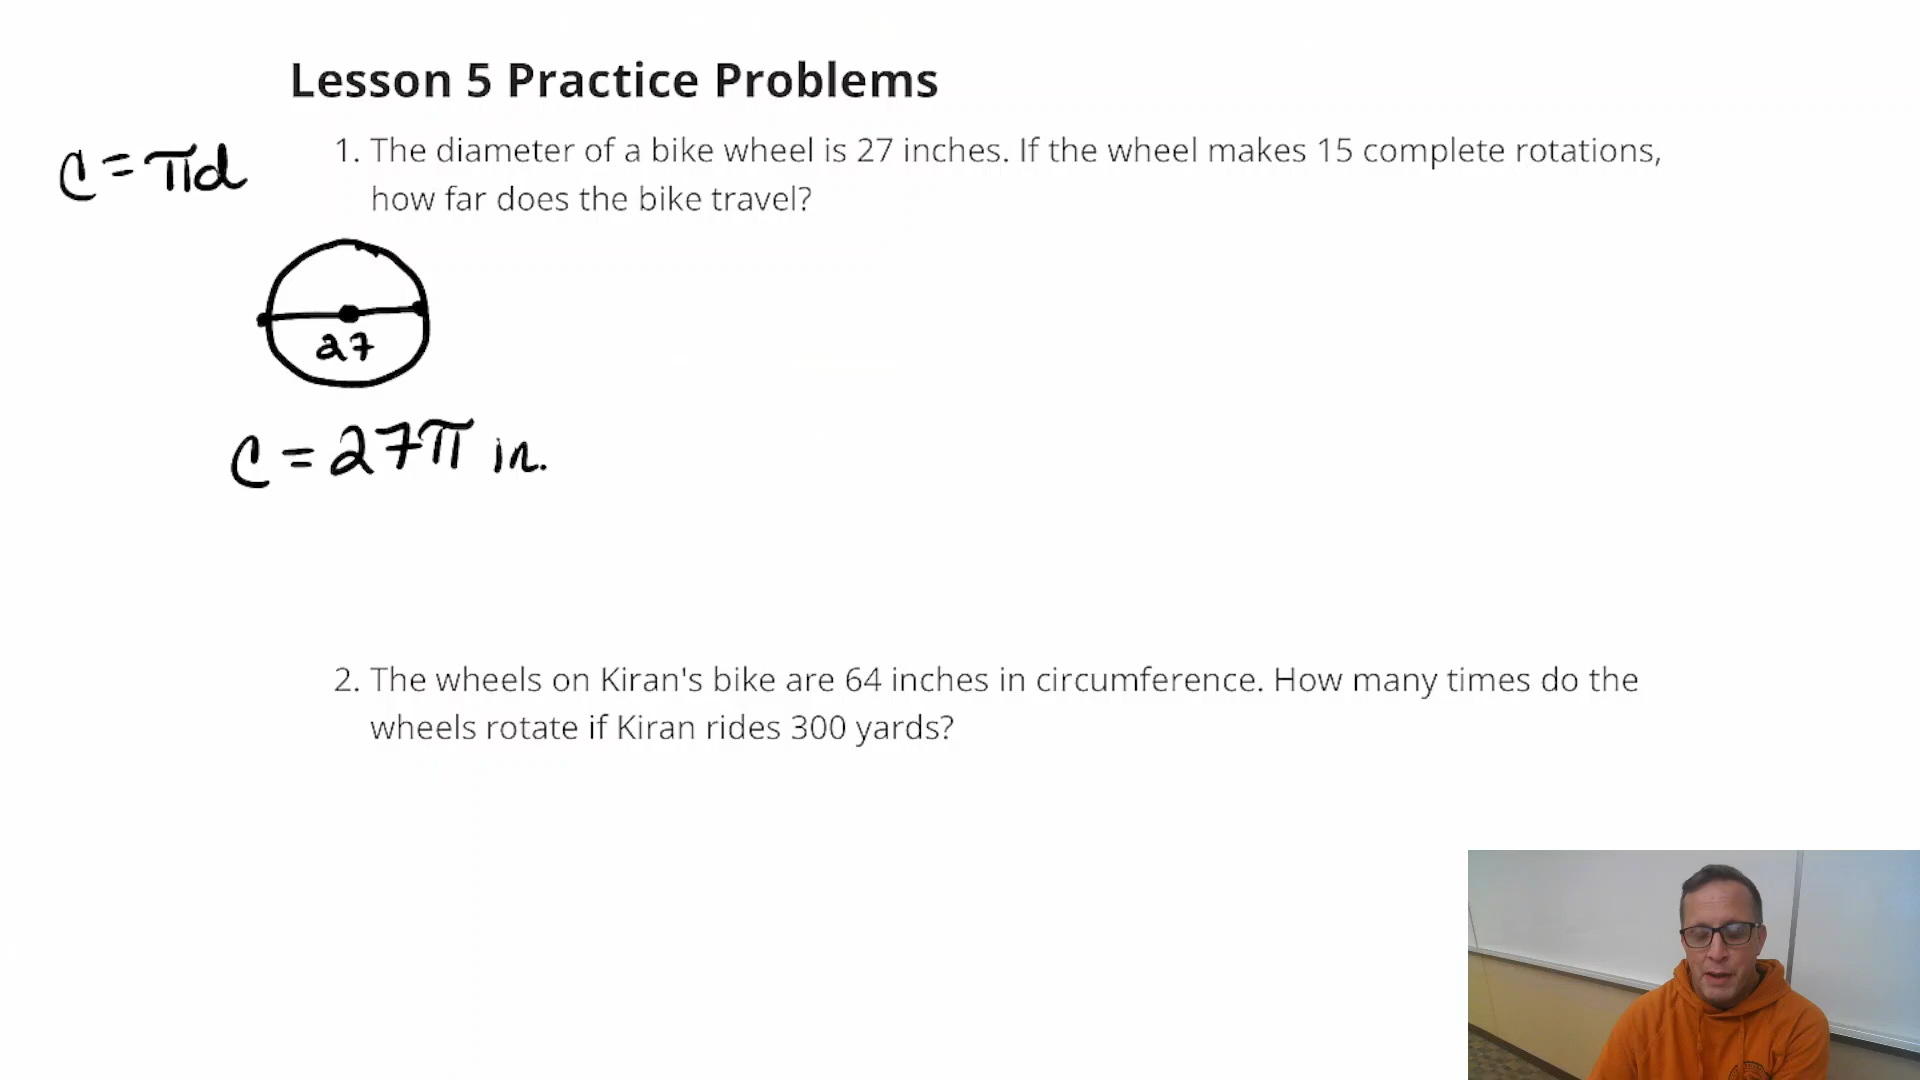 Lesson 5 Practice Problems
C = πd
1. The diameter of a bike wheel is 27 inches. If the wheel makes 15 complete rotations,
how far does the bike travel?
27
C = 27π in.
2. The wheels on Kiran's bike are 64 inches in circumference. How many times do the
wheels rotate if Kiran rides 300 yards?